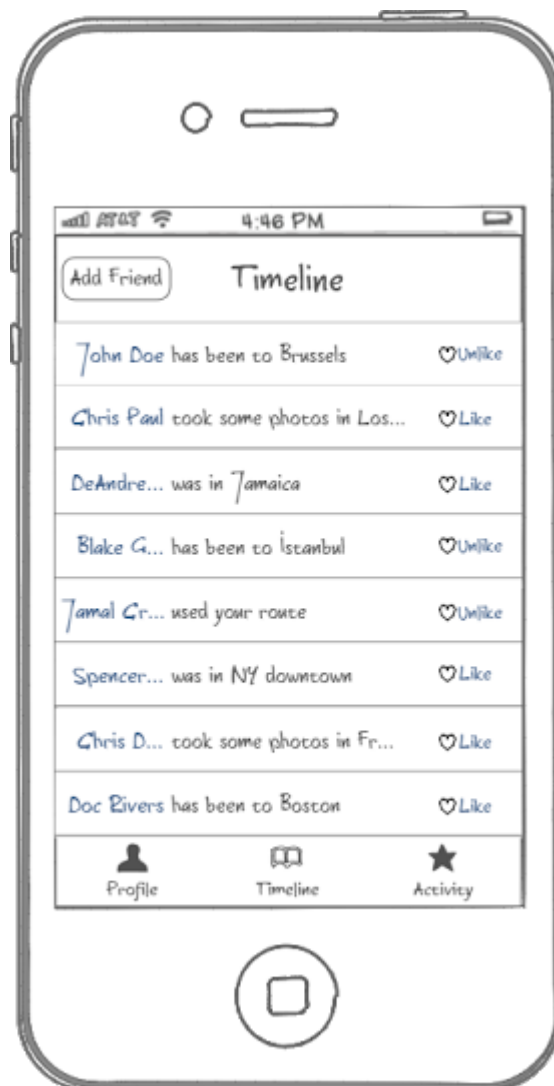 AT&T 4:46 PM
Add Friend Timeline
John Doe has been to Brussels Unlike
Chris Paul took some photos in Los... Like
DeAndre... was in Jamaica Like
Blake G... has been to İstanbul Unlike
Jamal Cr... used your route Unlike
Spencer... was in NY downtown Like
Chris D... took some photos in Fr... Like
Doc Rivers has been to Boston Like
Profile Timeline Activity